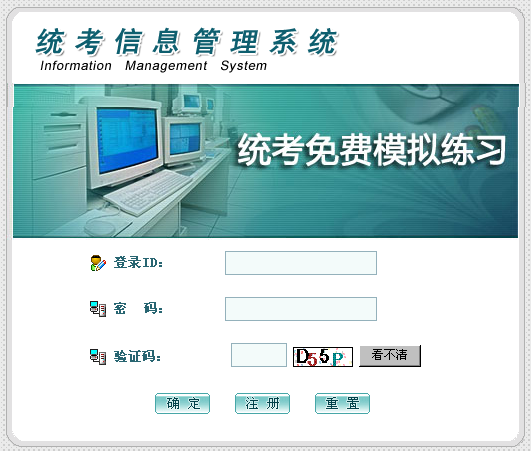 统考信息管理系统
Information Management System
统考免费模拟练习
登录ID:
密 码:
验证码: D55P 看不清
确 定 注 册 重 置